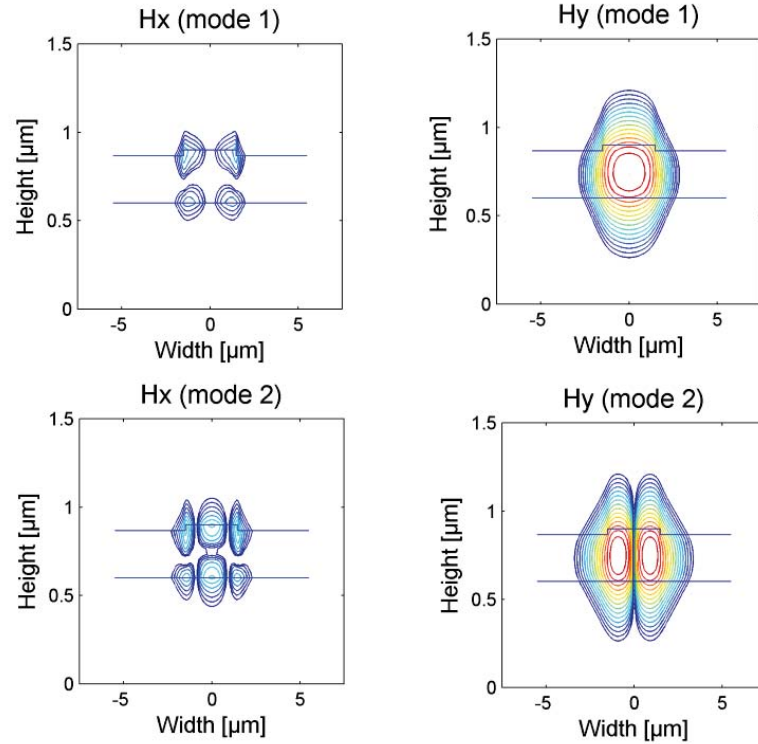 Hx (mode 1)
1.5
1
0.5
0
Height [μm]
-5
0
5
Width [μm]
Hy (mode 1)
1.5
1
0.5
0
Height [μm]
-5
0
5
Width [μm]
Hx (mode 2)
1.5
1
0.5
0
Height [μm]
-5
0
5
Width [μm]
Hy (mode 2)
1.5
1
0.5
0
Height [μm]
-5
0
5
Width [μm]